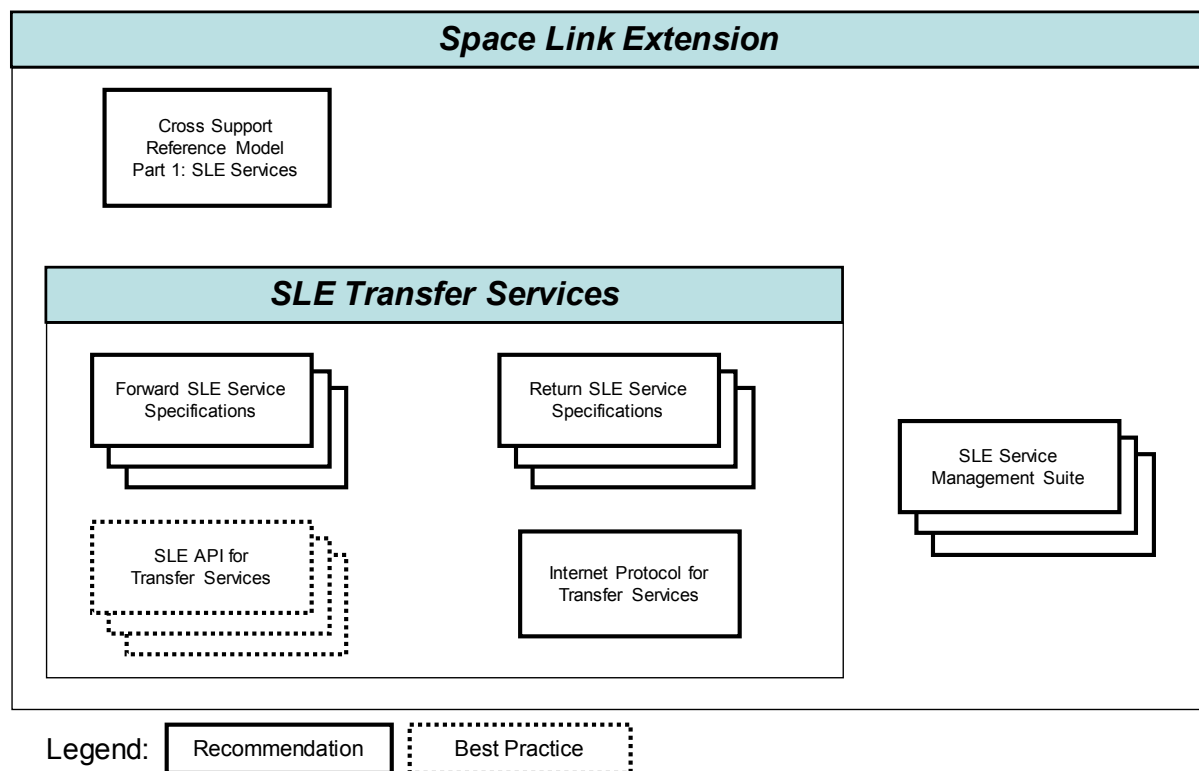 Space Link Extension
Cross Support
Reference Model
Part 1: SLE Services
SLE Transfer Services
Forward SLE Service
Specifications
Return SLE Service
Specifications
SLE Service
Management Suite
SLE API for
Transfer Services
Internet Protocol for
Transfer Services
Legend:
Recommendation
Best Practice